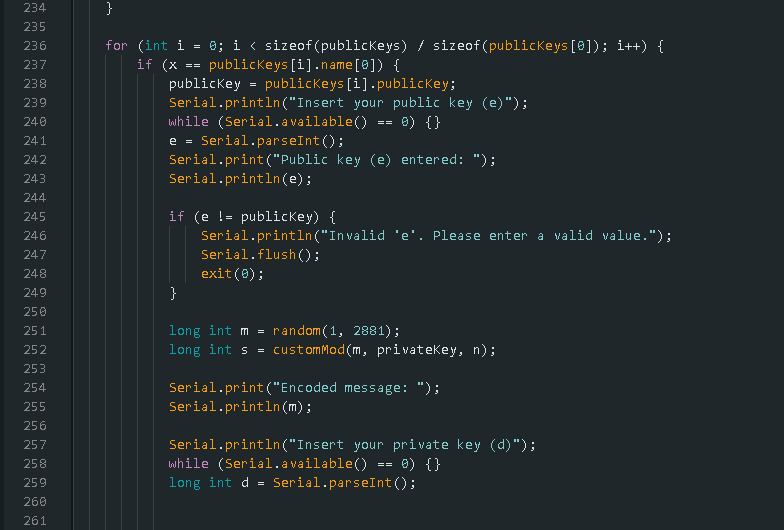 234 }
235
236 for (int i = 0; i < sizeof(publicKeys) / sizeof(publicKeys[0]); i++) {
237 if (x == publicKeys[i].name[0]) {
238 publicKey = publicKeys[i].publicKey;
239 Serial.println("Insert your public key (e)");
240 while (Serial.available() == 0) {}
241 e = Serial.parseInt();
242 Serial.print("Public key (e) entered: ");
243 Serial.println(e);
244
245 if (e != publicKey) {
246 Serial.println("Invalid 'e'. Please enter a valid value.");
247 Serial.flush();
248 exit(0);
249 }
250
251 long int m = random(1, 2881);
252 long int s = customMod(m, privateKey, n);
253
254 Serial.print("Encoded message: ");
255 Serial.println(m);
256
257 Serial.println("Insert your private key (d)");
258 while (Serial.available() == 0) {}
259 long int d = Serial.parseInt();
260
261